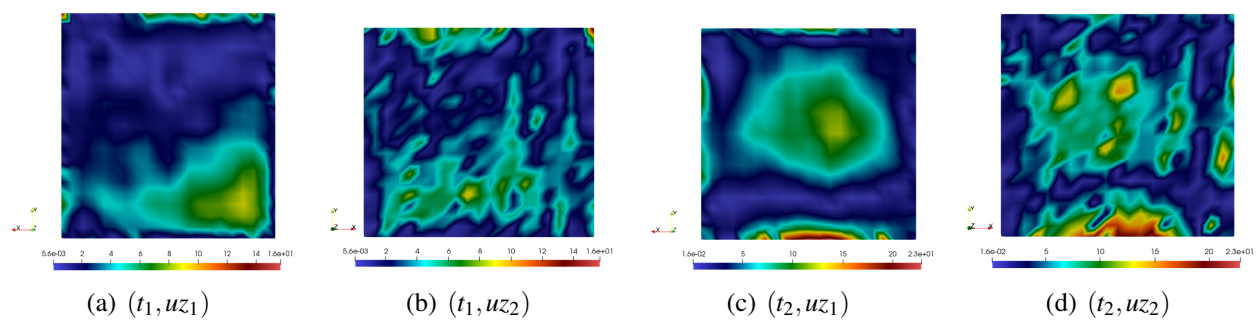 Y X Z
Y Z X
Y X Z
Y Z X
5.6e-03 2 4 6 8 10 12 14 1.6e+01
5.6e-03 2 4 6 8 10 12 14 1.6e+01
1.6e-02 5 10 15 20 2.3e+01
1.6e-02 5 10 15 20 2.3e+01
(a) (t₁,uz₁)
(b) (t₁,uz₂)
(c) (t₂,uz₁)
(d) (t₂,uz₂)